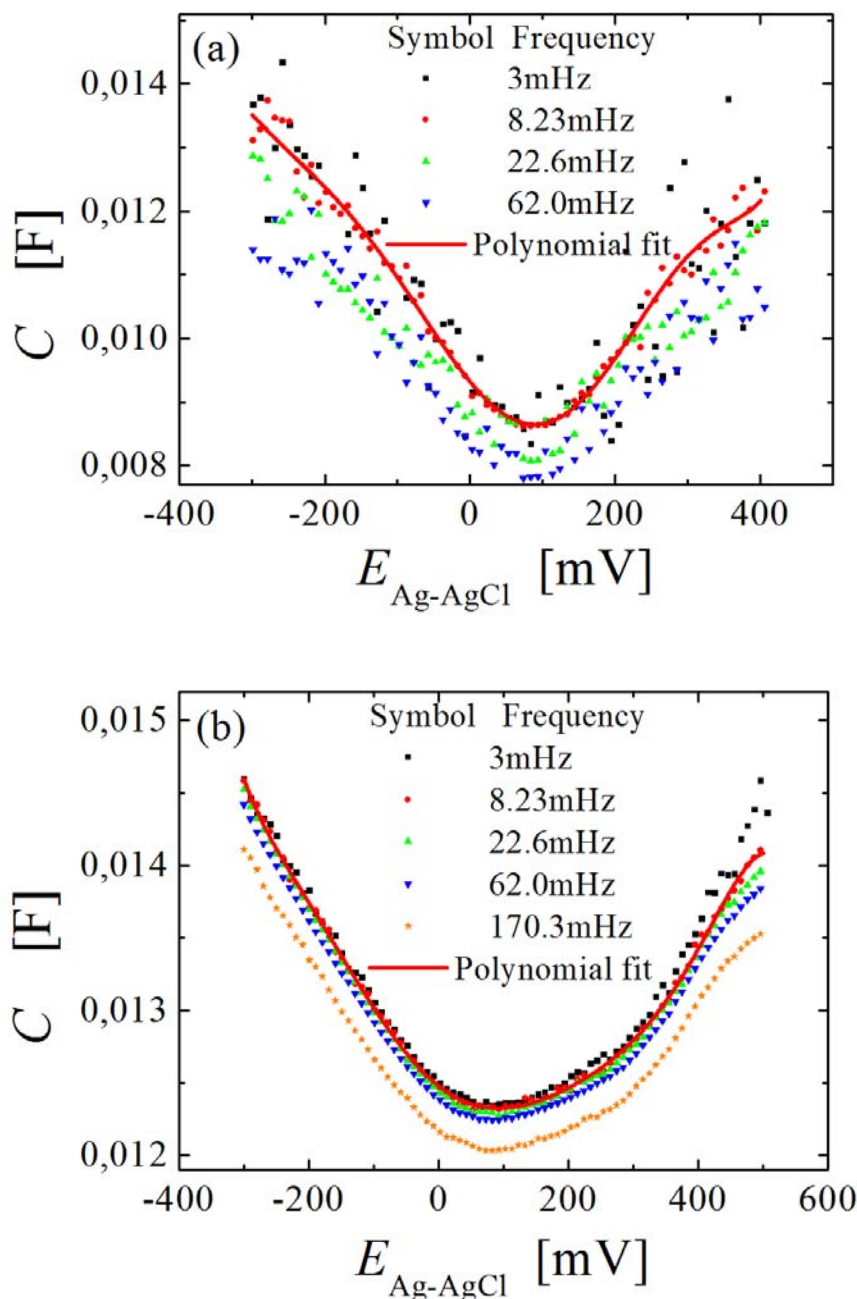 (a)
Symbol Frequency
3mHz
8.23mHz
22.6mHz
62.0mHz
Polynomial fit
0,014
0,012
0,010
0,008
C [F]
-400 -200 0 200 400
E Ag-AgCl [mV]
(b)
Symbol Frequency
3mHz
8.23mHz
22.6mHz
62.0mHz
170.3mHz
Polynomial fit
0,015
0,014
0,013
0,012
C [F]
-400 -200 0 200 400 600
E Ag-AgCl [mV]